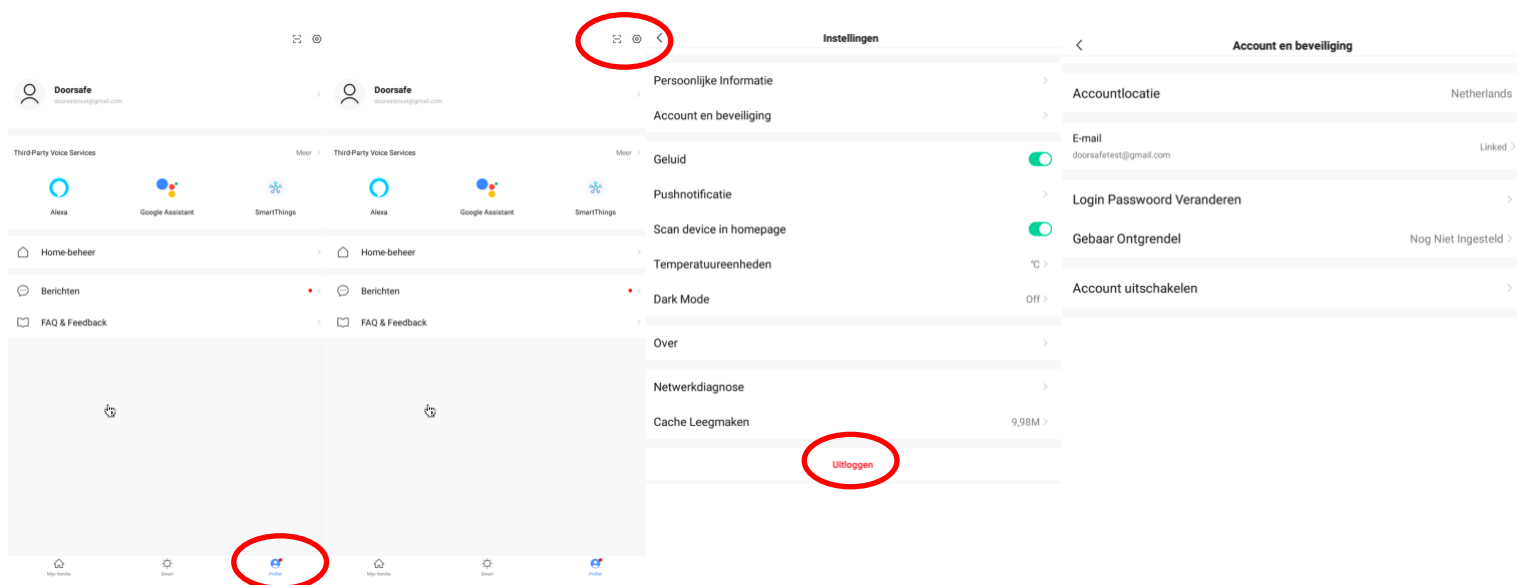 Doorsafe
doorsafetest@gmail.com
Third-Party Voice Services
Meer
Alexa
Google Assistant
SmartThings
Home-beheer
Berichten
FAQ & Feedback
Mijn familie
Smart
Profiel
Doorsafe
doorsafetest@gmail.com
Third-Party Voice Services
Meer
Alexa
Google Assistant
SmartThings
Home-beheer
Berichten
FAQ & Feedback
Mijn familie
Smart
Profiel
Instellingen
Persoonlijke Informatie
Account en beveiliging
Geluid
Pushnotificatie
Scan device in homepage
Temperatuureenheden
°C
Dark Mode
Off
Over
Netwerkdiagnose
Cache Leegmaken
9,98M
Uitloggen
Account en beveiliging
Accountlocatie
Netherlands
E-mail
doorsafetest@gmail.com
Linked
Login Passwoord Veranderen
Gebaar Ontgrendel
Nog Niet Ingesteld
Account uitschakelen